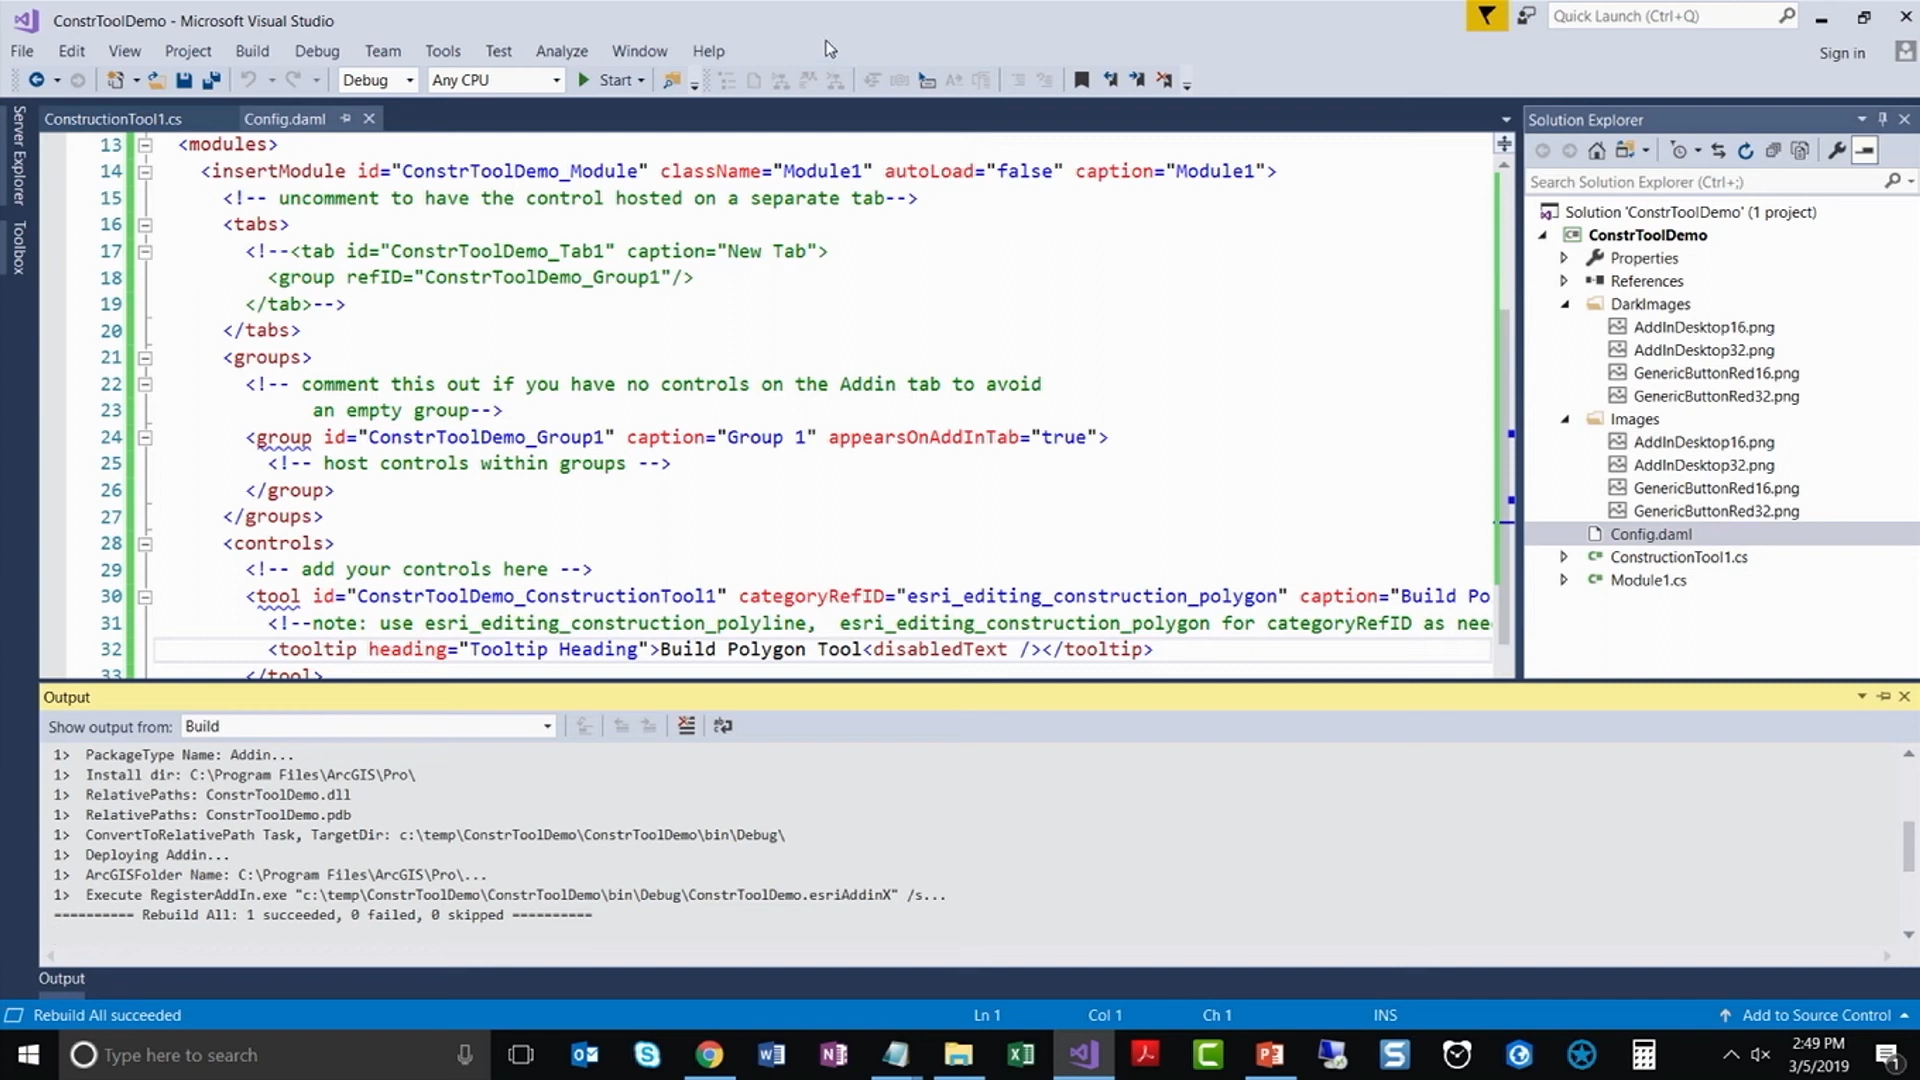 ConstrToolDemo - Microsoft Visual Studio
Quick Launch (Ctrl+Q)
File Edit View Project Build Debug Team Tools Test Analyze Window Help
Sign in
Debug Any CPU Start
Server Explorer
Toolbox
ConstructionTool1.cs Config.daml
13 <modules>
14 <insertModule id="ConstrToolDemo_Module" className="Module1" autoLoad="false" caption="Module1">
15 <!-- uncomment to have the control hosted on a separate tab-->
16 <tabs>
17 <!--<tab id="ConstrToolDemo_Tab1" caption="New Tab">
18 <group refID="ConstrToolDemo_Group1"/>
19 </tab>-->
20 </tabs>
21 <groups>
22 <!-- comment this out if you have no controls on the Addin tab to avoid
23 an empty group-->
24 <group id="ConstrToolDemo_Group1" caption="Group 1" appearsOnAddInTab="true">
25 <!-- host controls within groups -->
26 </group>
27 </groups>
28 <controls>
29 <!-- add your controls here -->
30 <tool id="ConstrToolDemo_ConstructionTool1" categoryRefID="esri_editing_construction_polygon" caption="Build Po
31 <!--note: use esri_editing_construction_polyline, esri_editing_construction_polygon for categoryRefID as nee
32 <tooltip heading="Tooltip Heading">Build Polygon Tool<disabledText /></tooltip>
33 </tool>
Solution Explorer
Search Solution Explorer (Ctrl+;)
Solution 'ConstrToolDemo' (1 project)
ConstrToolDemo
Properties
References
DarkImages
AddInDesktop16.png
AddInDesktop32.png
GenericButtonRed16.png
GenericButtonRed32.png
Images
AddInDesktop16.png
AddInDesktop32.png
GenericButtonRed16.png
GenericButtonRed32.png
Config.daml
ConstructionTool1.cs
Module1.cs
Output
Show output from: Build
1> PackageType Name: Addin...
1> Install dir: C:\Program Files\ArcGIS\Pro\
1> RelativePaths: ConstrToolDemo.dll
1> RelativePaths: ConstrToolDemo.pdb
1> ConvertToRelativePath Task, TargetDir: c:\temp\ConstrToolDemo\ConstrToolDemo\bin\Debug\
1> Deploying Addin...
1> ArcGISFolder Name: C:\Program Files\ArcGIS\Pro\...
1> Execute RegisterAddIn.exe "c:\temp\ConstrToolDemo\ConstrToolDemo\bin\Debug\ConstrToolDemo.esriAddinX" /s...
========== Rebuild All: 1 succeeded, 0 failed, 0 skipped ==========
Output
Rebuild All succeeded Ln 1 Col 1 Ch 1 INS Add to Source Control
Type here to search
2:49 PM
3/5/2019
1